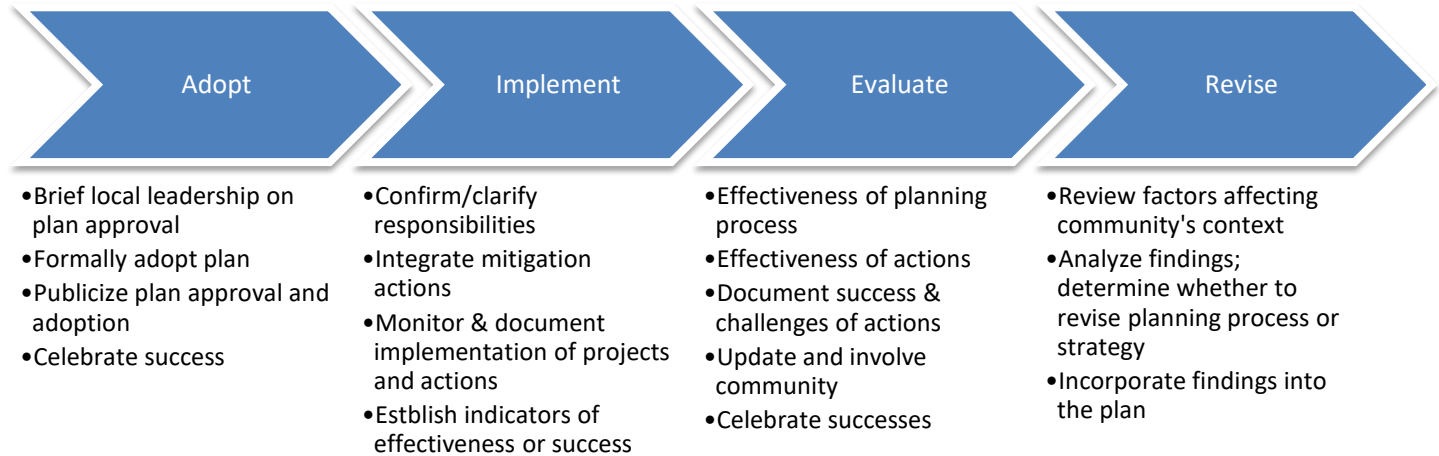 Adopt
•Brief local leadership on
plan approval
•Formally adopt plan
•Publicize plan approval and
adoption
•Celebrate success
Implement
•Confirm/clarify
responsibilities
•Integrate mitigation
actions
•Monitor & document
implementation of projects
and actions
•Estblish indicators of
effectiveness or success
Evaluate
•Effectiveness of planning
process
•Effectiveness of actions
•Document success &
challenges of actions
•Update and involve
community
•Celebrate successes
Revise
•Review factors affecting
community's context
•Analyze findings;
determine whether to
revise planning process or
strategy
•Incorporate findings into
the plan